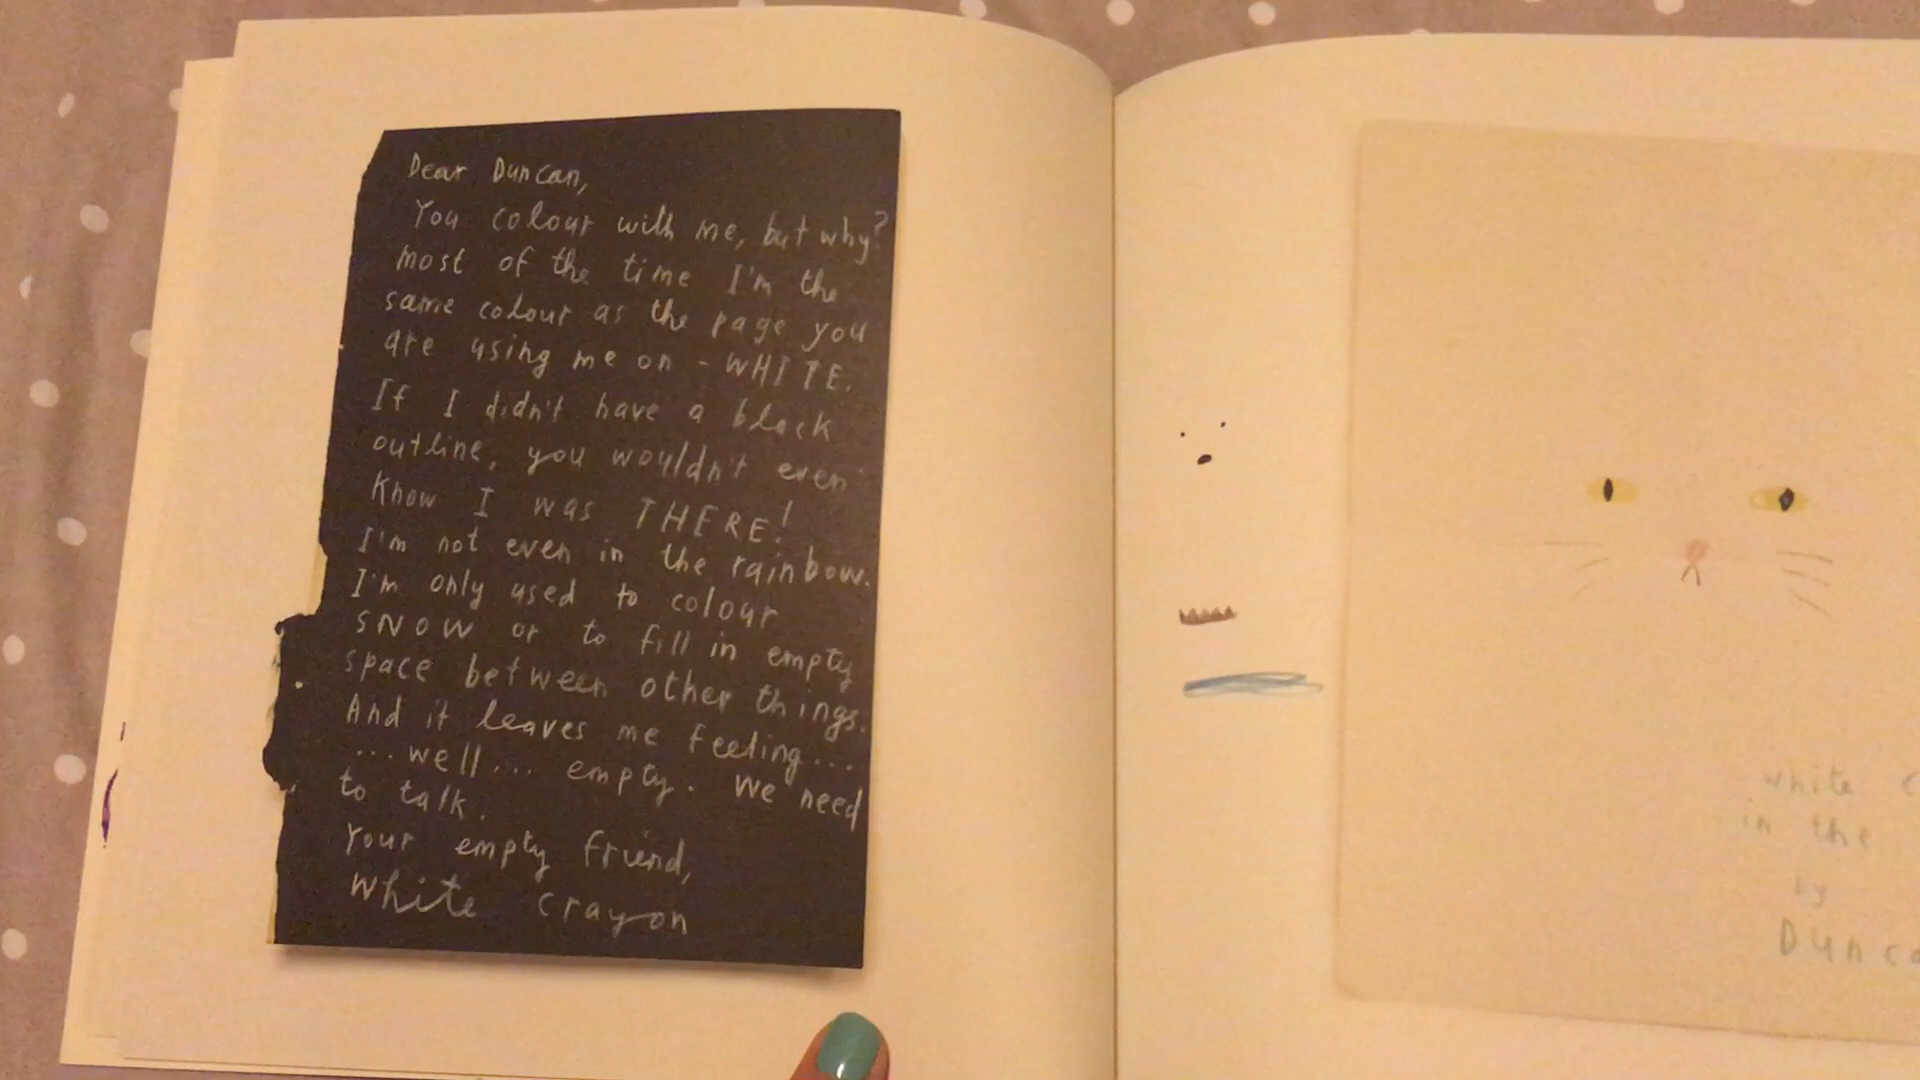 Dear Duncan,
You colour with me, but why?
most of the time I'm the
same colour as the page you
are using me on - WHITE.
If I didn't have a black
outline, you wouldn't even
know I was THERE!
I'm not even in the rainbow.
I'm only used to colour
SNOW or to fill in empty
space between other things.
And it leaves me feeling...
...well... empty. We need
to talk.
Your empty friend,
White crayon
white
in the
by